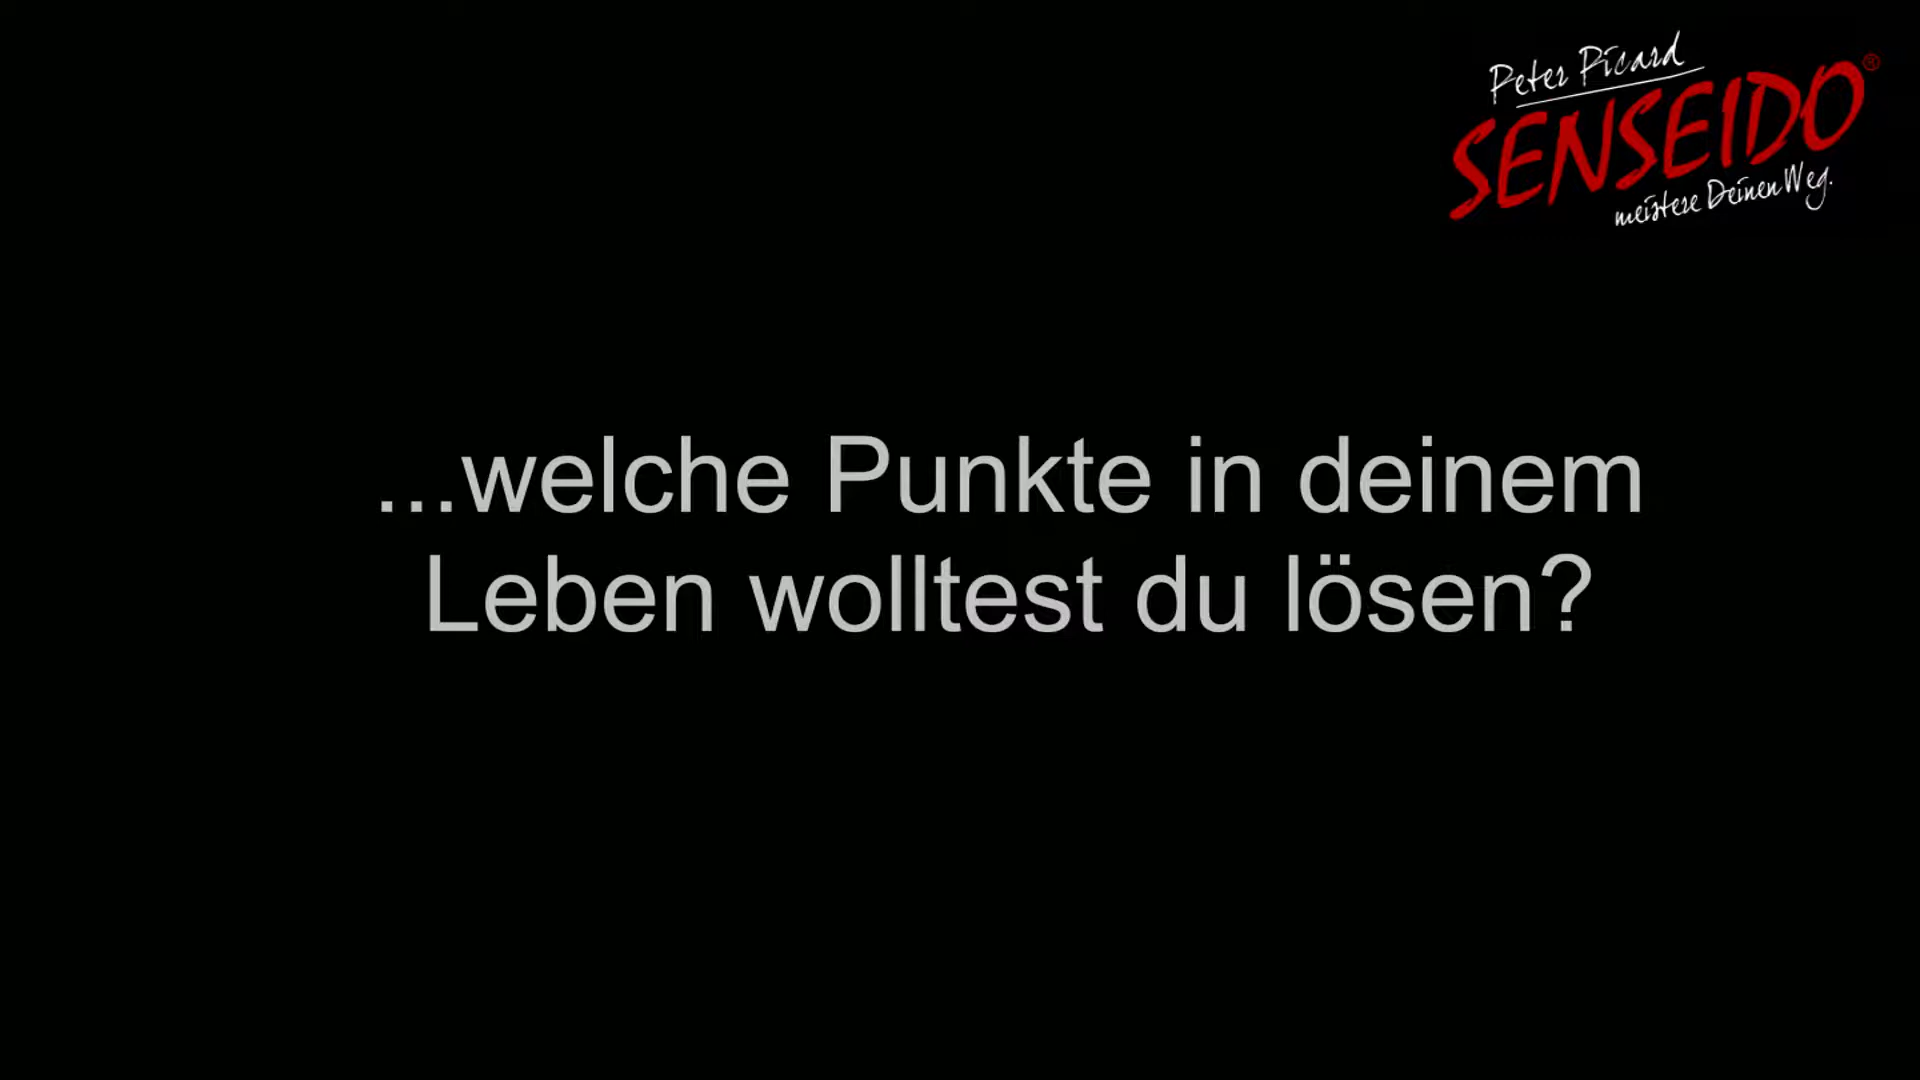 Peter Picard
SENSEIDO®
meistere Deinen Weg.
...welche Punkte in deinem
Leben wolltest du lösen?